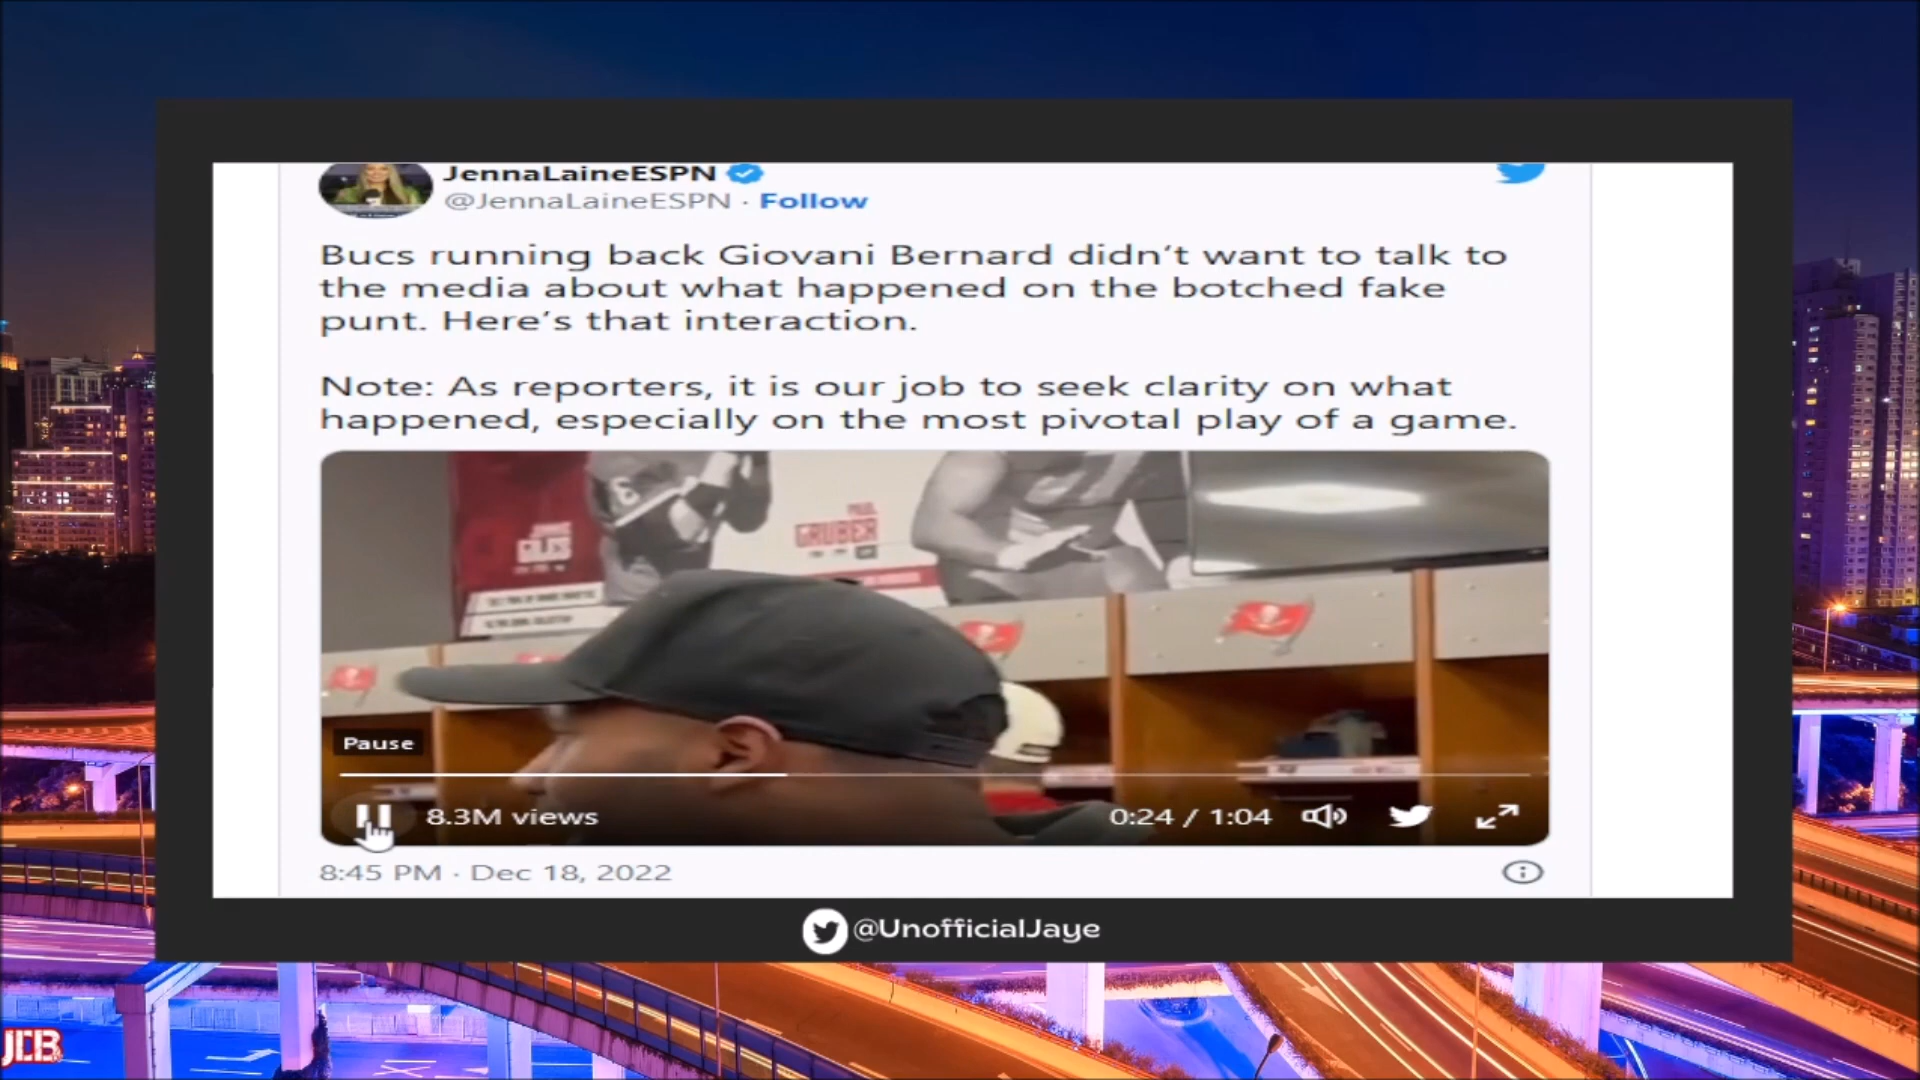 JennaLaineESPN
@JennaLaineESPN · Follow
Bucs running back Giovani Bernard didn't want to talk to
the media about what happened on the botched fake
punt. Here's that interaction.
Note: As reporters, it is our job to seek clarity on what
happened, especially on the most pivotal play of a game.
PAUL
GRUBER
Pause
8.3M views
0:24 / 1:04
8:45 PM · Dec 18, 2022
@UnofficialJaye
JCB